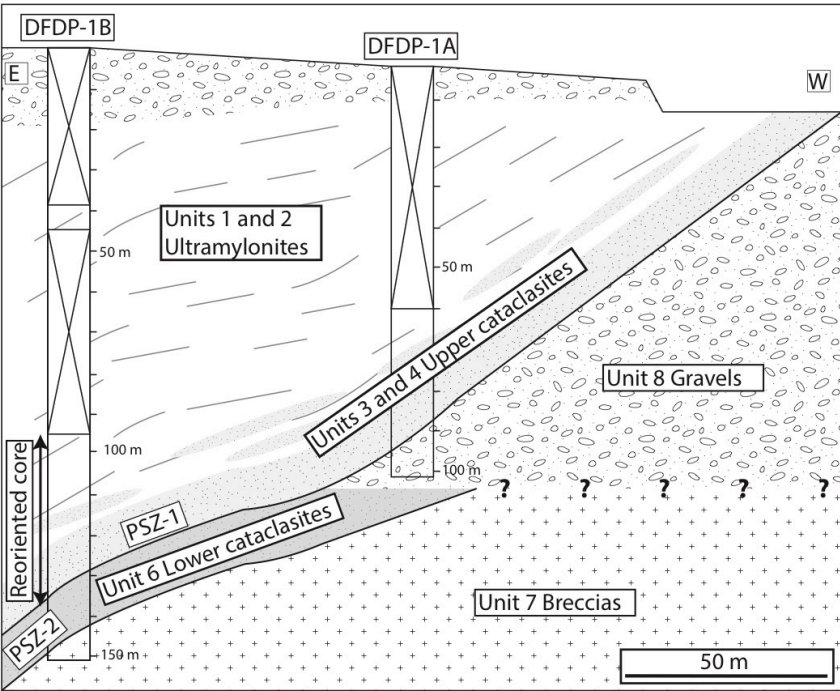 DFDP-1B
DFDP-1A
E
W
Units 1 and 2
Ultramylonites
50 m
50 m
Units 3 and 4 Upper cataclasites
Unit 8 Gravels
100 m
100 m
Reoriented core
? ? ? ? ?
PSZ-1
Unit 6 Lower cataclasites
Unit 7 Breccias
PSZ-2
150 m
50 m